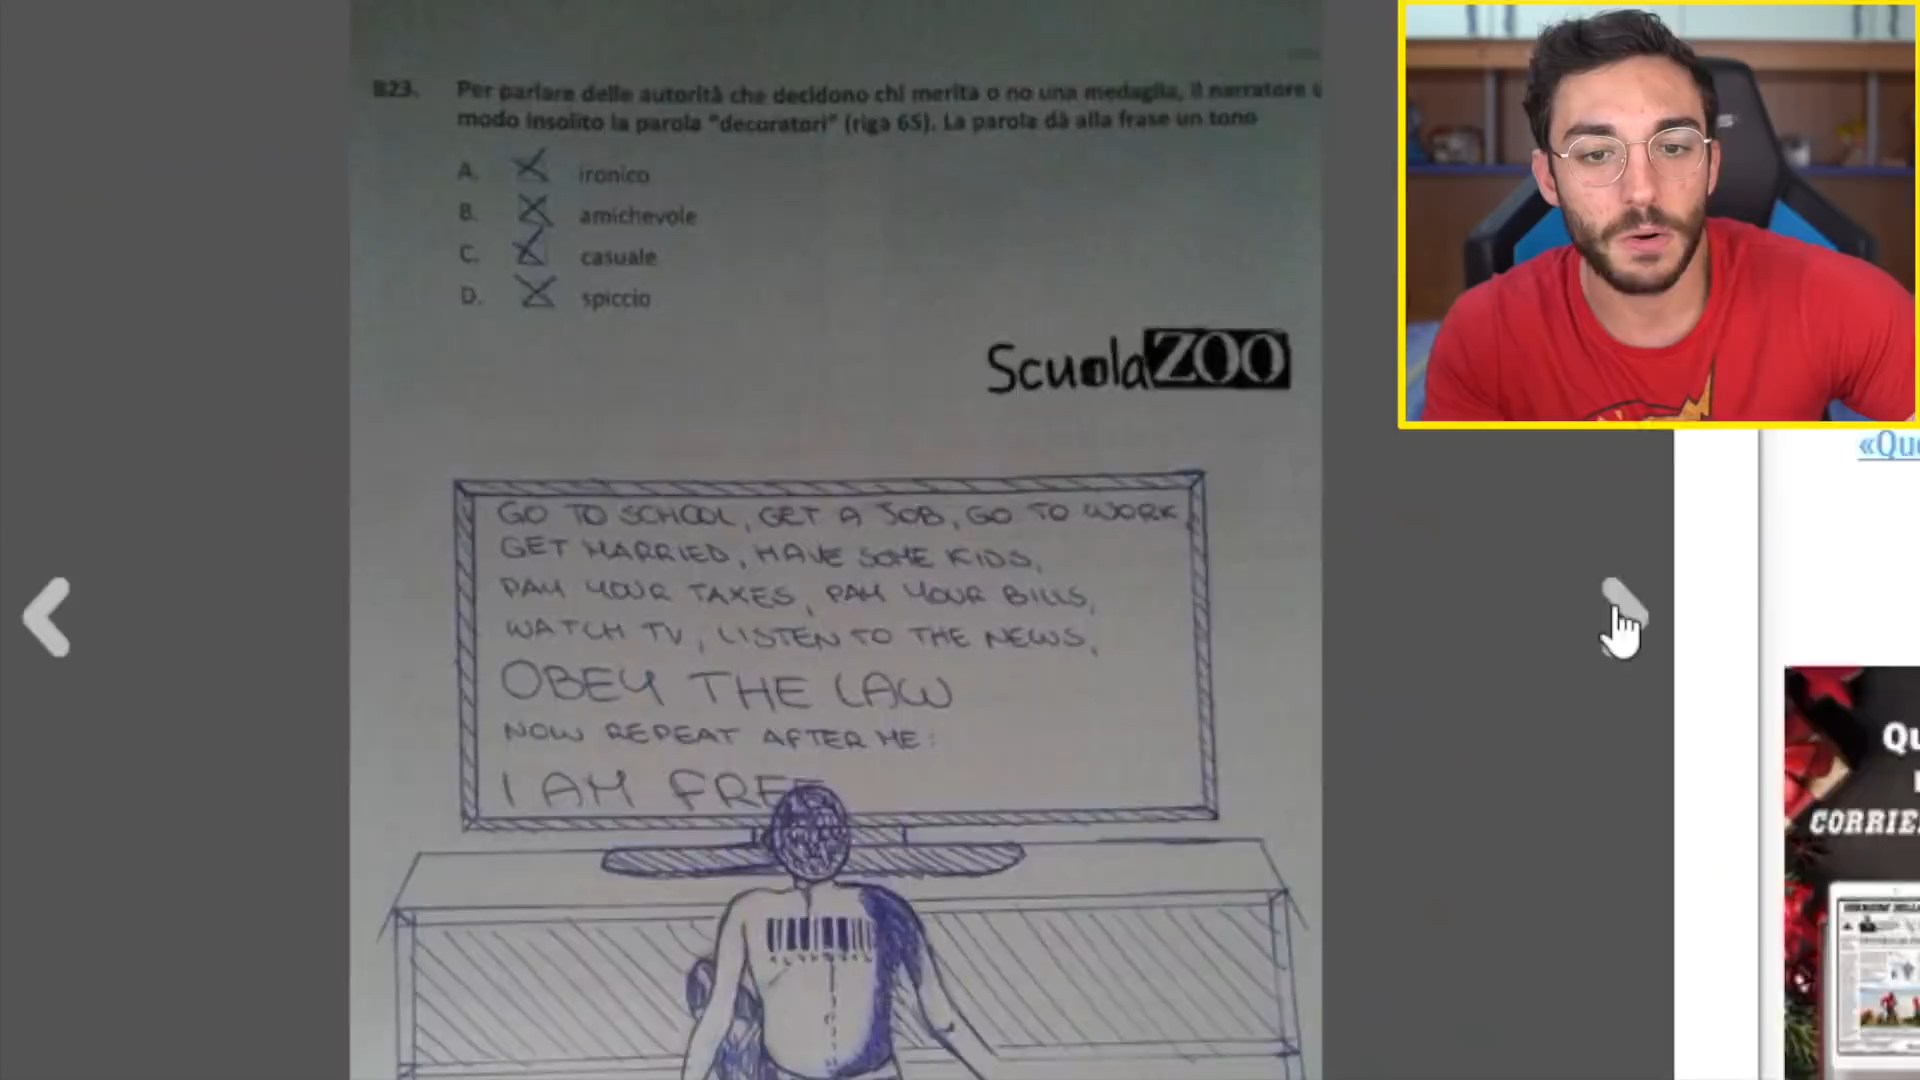 B23. Per parlare delle autorità che decidono chi merita o no una medaglia, il narratore
modo insolito la parola "decoratori" (riga 65). La parola dà alla frase un tono
A. ironico
B. amichevole
C. casuale
D. spiccio
ScuolaZOO
GO TO SCHOOL, GET A JOB, GO TO WORK
GET MARRIED, HAVE SOME KIDS,
PAY YOUR TAXES, PAY YOUR BILLS,
WATCH TV, LISTEN TO THE NEWS,
OBEY THE LAW
NOW REPEAT AFTER ME:
I AM FREE
«Qu
Qu
CORRIE